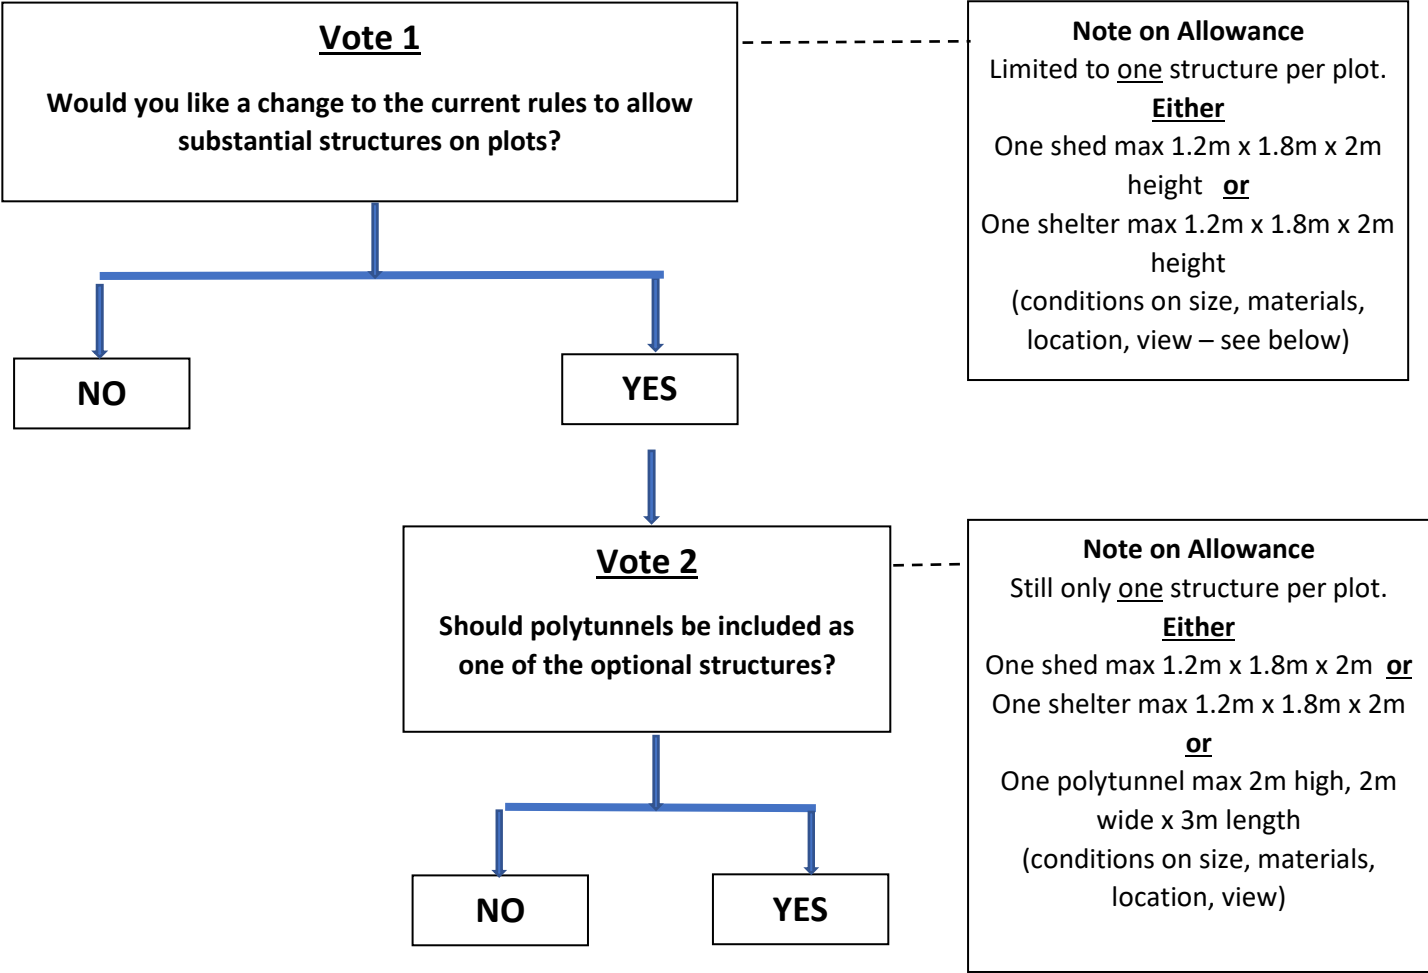 Vote 1
Would you like a change to the current rules to allow
substantial structures on plots?
Note on Allowance
Limited to one structure per plot.
Either
One shed max 1.2m x 1.8m x 2m
height or
One shelter max 1.2m x 1.8m x 2m
height
(conditions on size, materials,
location, view – see below)
NO
YES
Vote 2
Should polytunnels be included as
one of the optional structures?
Note on Allowance
Still only one structure per plot.
Either
One shed max 1.2m x 1.8m x 2m or
One shelter max 1.2m x 1.8m x 2m
or
One polytunnel max 2m high, 2m
wide x 3m length
(conditions on size, materials,
location, view)
NO
YES